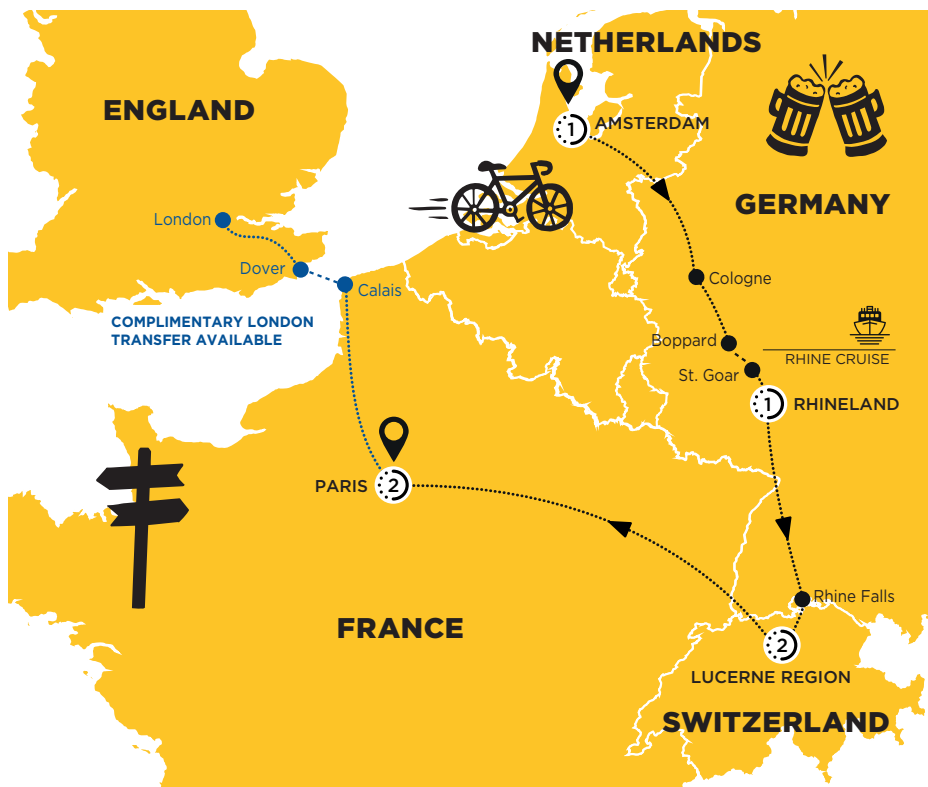 NETHERLANDS
ENGLAND
1
AMSTERDAM
GERMANY
London
Dover
Calais
Cologne
COMPLIMENTARY LONDON
TRANSFER AVAILABLE
Boppard
RHINE CRUISE
St. Goar
1
RHINELAND
PARIS
2
Rhine Falls
FRANCE
2
LUCERNE REGION
SWITZERLAND